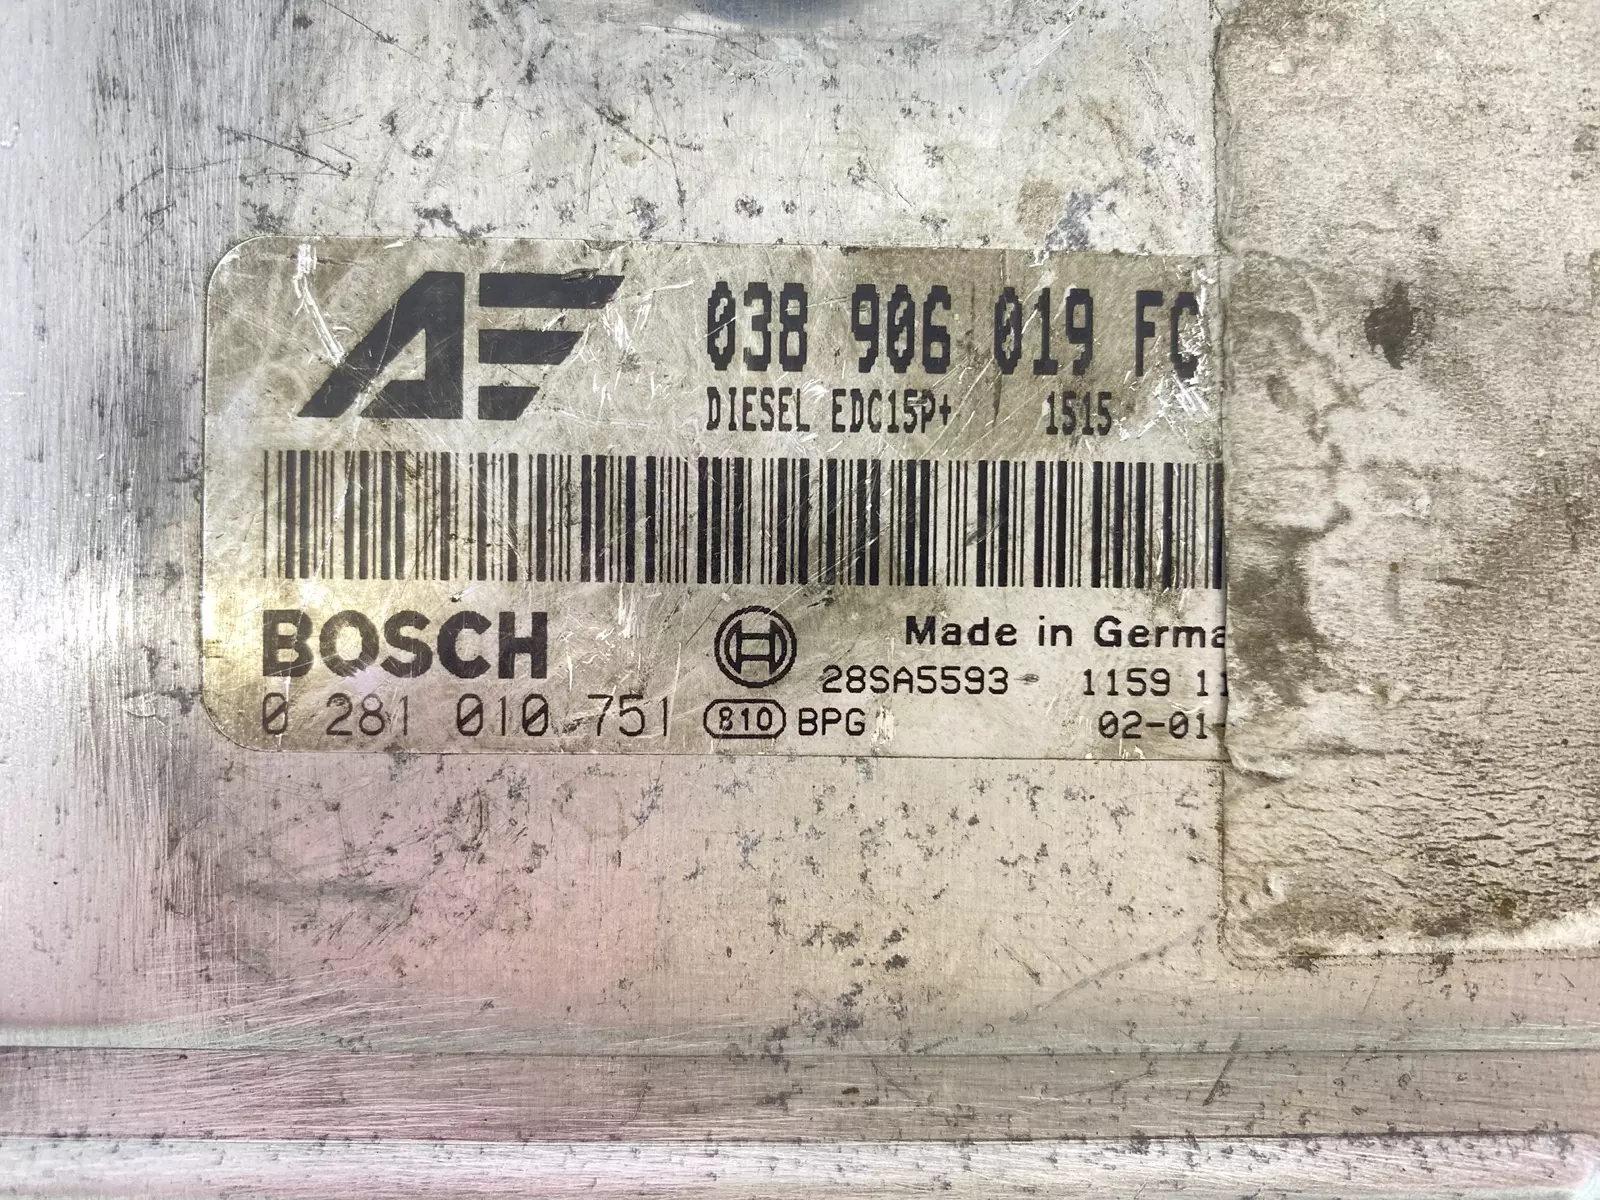 AE
038 906 019 FC
DIESEL EDC15P+ 1515
BOSCH
Made in Germa
28SA5593 1159 11
0 281 010 751 810 BPG 02-01-